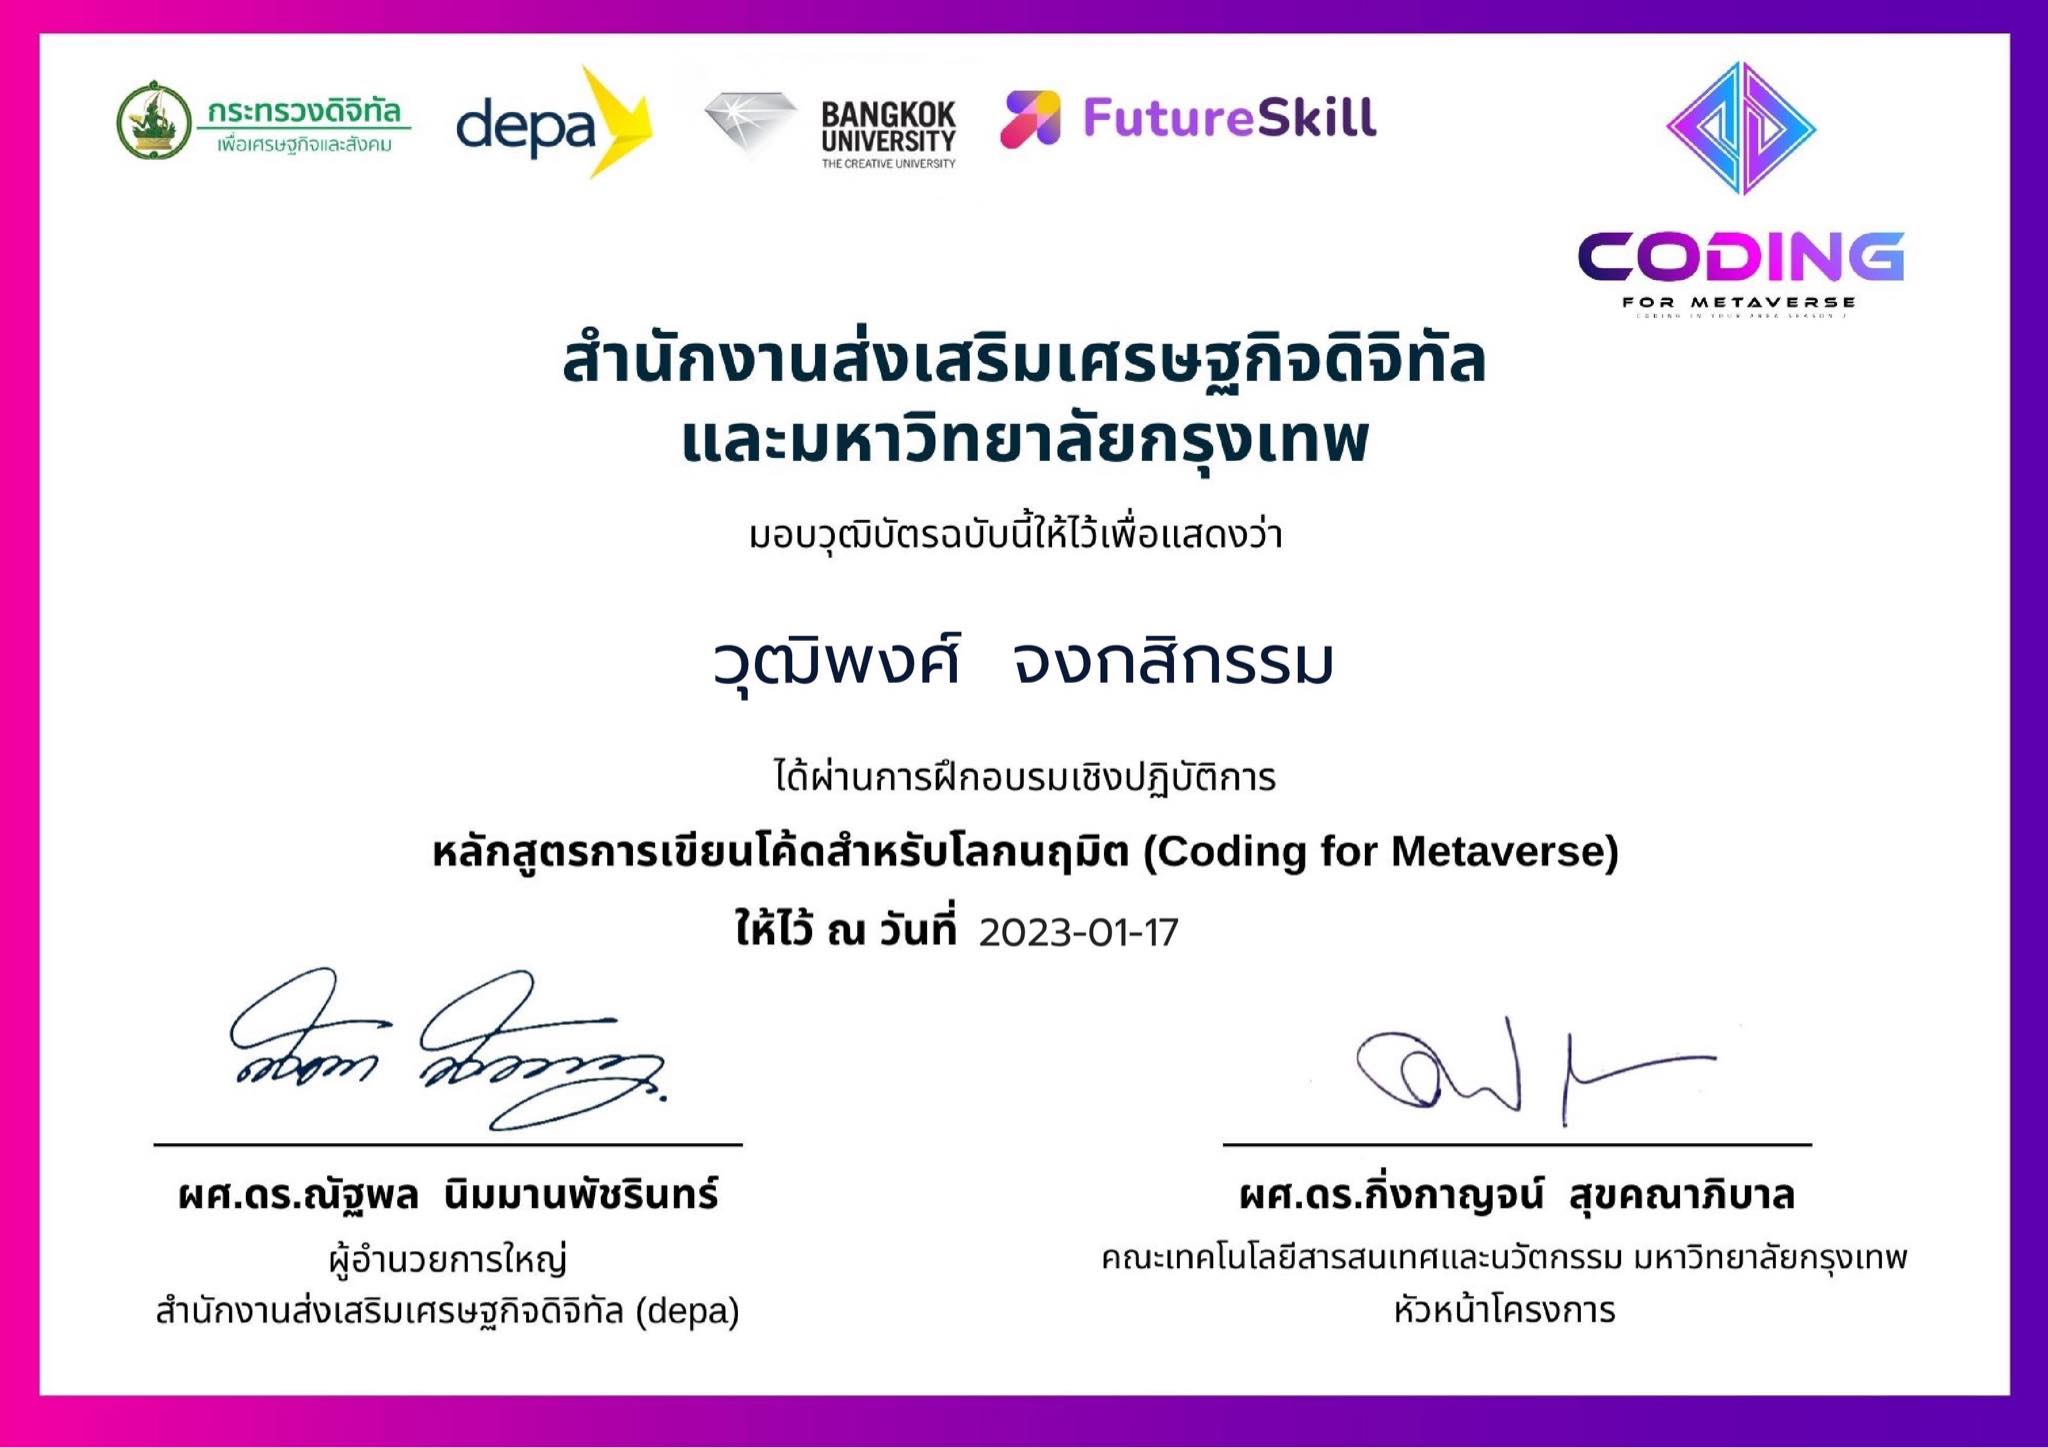 กระทรวงดิจิทัล
เพื่อเศรษฐกิจและสังคม
depa
BANGKOK
UNIVERSITY
THE CREATIVE UNIVERSITY
FutureSkill
CODING
FOR METAVERSE
CODING IN YOUR AREA SEASON 2
สำนักงานส่งเสริมเศรษฐกิจดิจิทัล
และมหาวิทยาลัยกรุงเทพ
มอบวุฒิบัตรฉบับนี้ให้ไว้เพื่อแสดงว่า
วุฒิพงศ์ จงกสิกรรม
ได้ผ่านการฝึกอบรมเชิงปฏิบัติการ
หลักสูตรการเขียนโค้ดสำหรับโลกนฤมิต (Coding for Metaverse)
ให้ไว้ ณ วันที่ 2023-01-17
ผศ.ดร.ณัฐพล นิมมานพัชรินทร์
ผู้อำนวยการใหญ่
สำนักงานส่งเสริมเศรษฐกิจดิจิทัล (depa)
ผศ.ดร.กิ่งกาญจน์ สุขคณาภิบาล
คณะเทคโนโลยีสารสนเทศและนวัตกรรม มหาวิทยาลัยกรุงเทพ
หัวหน้าโครงการ